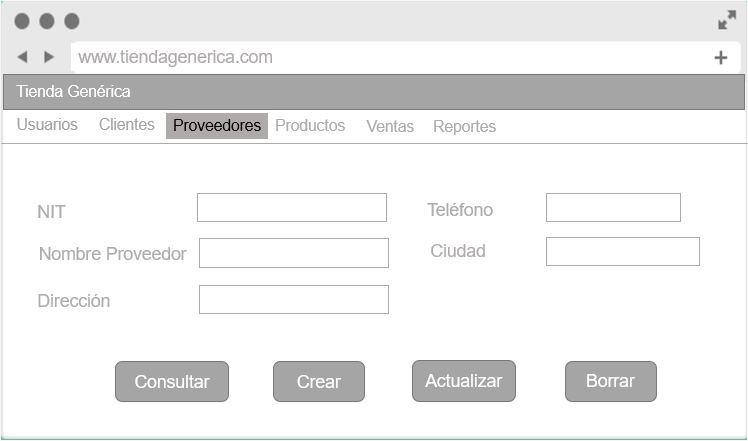 www.tiendagenerica.com
Tienda Genérica
Usuarios Clientes Proveedores Productos Ventas Reportes
NIT Teléfono
Nombre Proveedor Ciudad
Dirección
Consultar Crear Actualizar Borrar